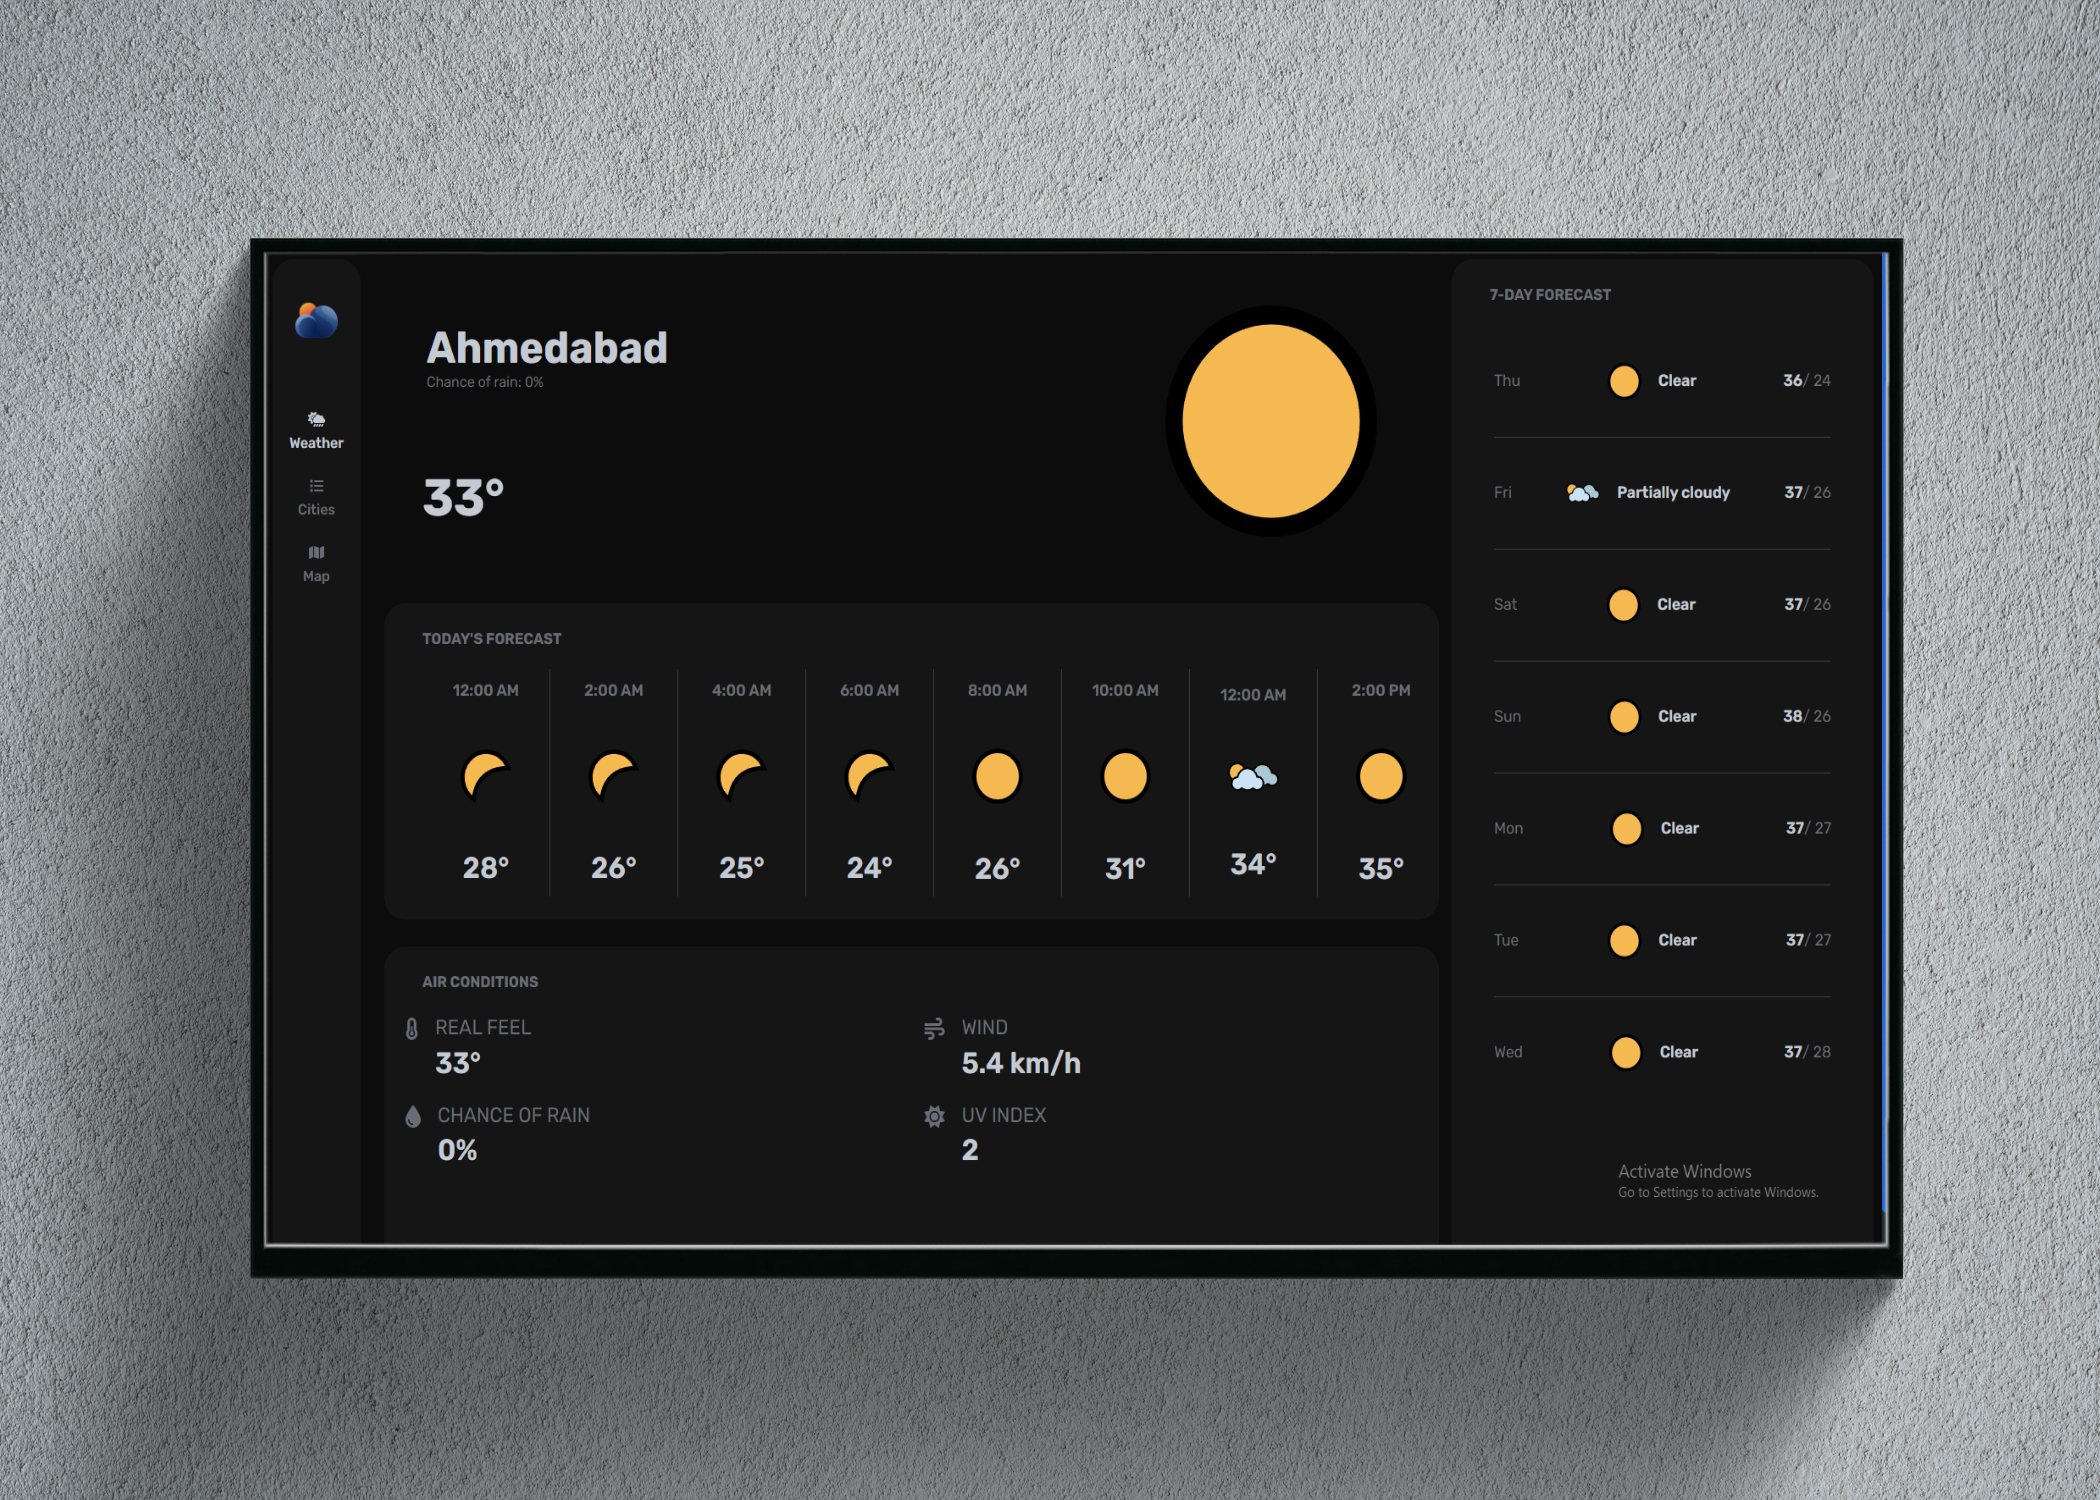 Weather
Cities
Map
Ahmedabad
Chance of rain: 0%
33°
TODAY'S FORECAST
12:00 AM 2:00 AM 4:00 AM 6:00 AM 8:00 AM 10:00 AM 12:00 AM 2:00 PM
28° 26° 25° 24° 26° 31° 34° 35°
AIR CONDITIONS
REAL FEEL
33°
WIND
5.4 km/h
CHANCE OF RAIN
0%
UV INDEX
2
7-DAY FORECAST
Thu Clear 36/ 24
Fri Partially cloudy 37/ 26
Sat Clear 37/ 26
Sun Clear 38/ 26
Mon Clear 37/ 27
Tue Clear 37/ 27
Wed Clear 37/ 28
Activate Windows
Go to Settings to activate Windows.